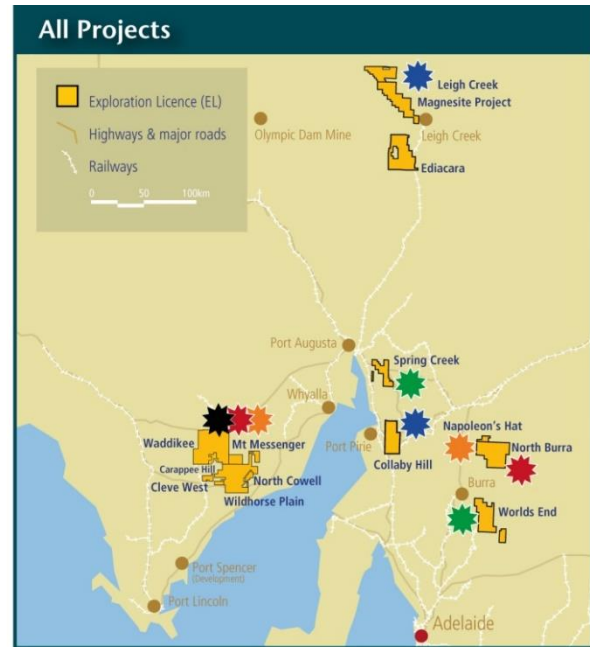 All Projects
Exploration Licence (EL)
Highways & major roads
Railways
0 50 100km
Olympic Dam Mine
Leigh Creek
Magnesite Project
Leigh Creek
Ediacara
Port Augusta
Spring Creek
Whyalla
Napoleon's Hat
Waddikee
Mt Messenger
Port Pirie
North Burra
Carappee Hill
Collaby Hill
Cleve West
North Cowell
Burra
Wildhorse Plain
Worlds End
Port Spencer
(Development)
Port Lincoln
Adelaide